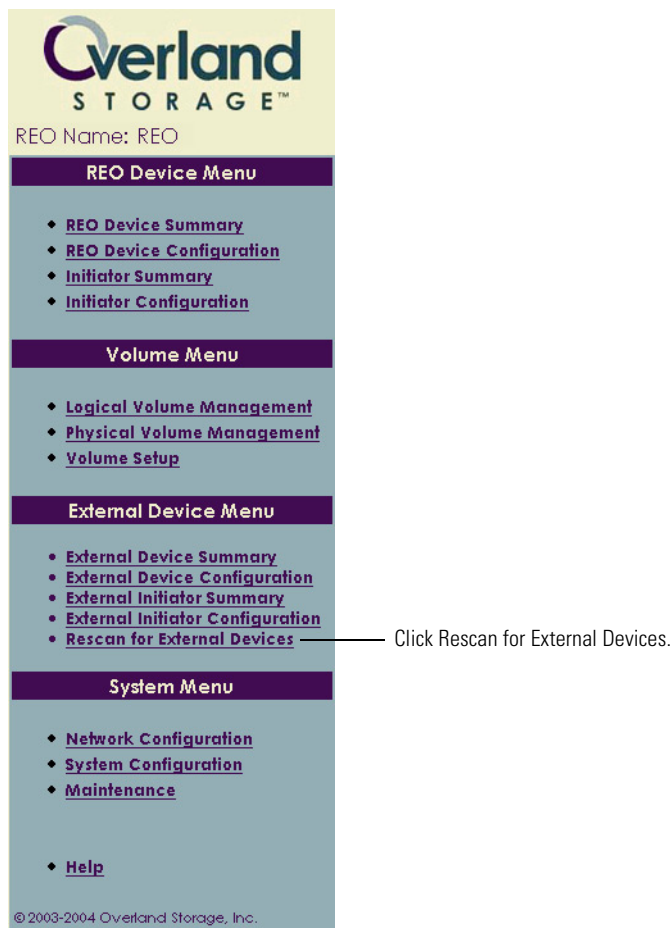 Overland
STORAGE™
REO Name: REO
REO Device Menu
REO Device Summary
REO Device Configuration
Initiator Summary
Initiator Configuration
Volume Menu
Logical Volume Management
Physical Volume Management
Volume Setup
External Device Menu
External Device Summary
External Device Configuration
External Initiator Summary
External Initiator Configuration
Rescan for External Devices
Click Rescan for External Devices.
System Menu
Network Configuration
System Configuration
Maintenance
Help
© 2003-2004 Overland Storage, Inc.